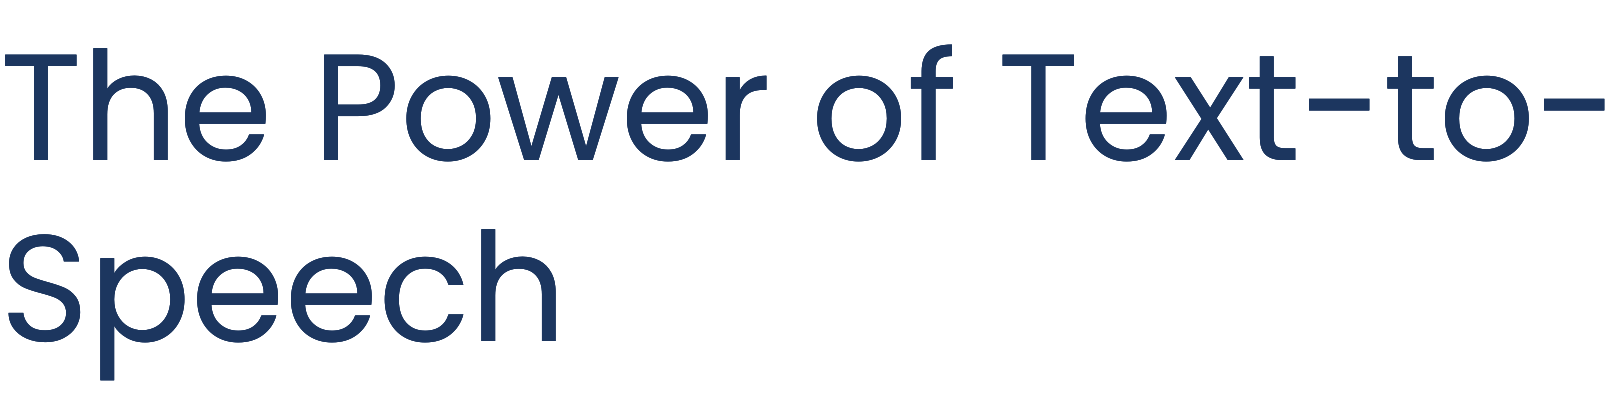 The Power of Text-to-
Speech